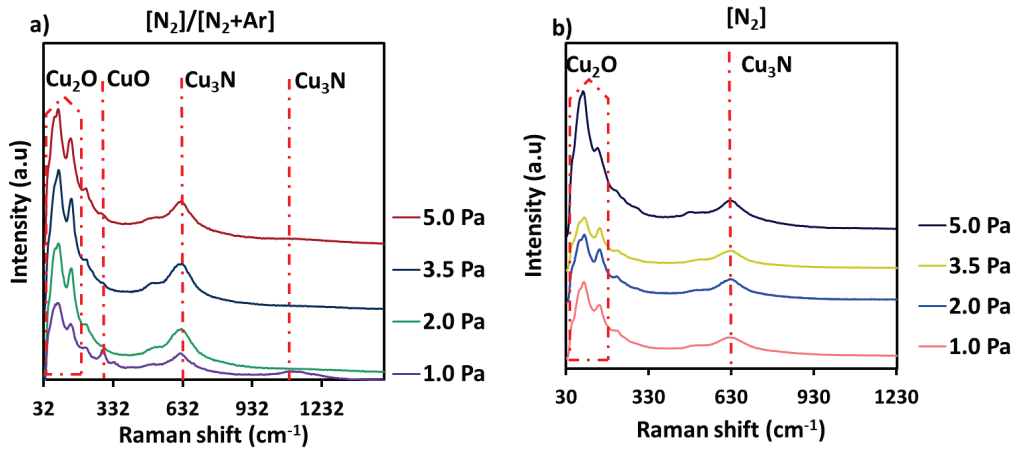 a)
[N₂]/[N₂+Ar]
Cu₂O
CuO
Cu₃N
Cu₃N
Intensity (a.u)
5.0 Pa
3.5 Pa
2.0 Pa
1.0 Pa
32
332
632
932
1232
Raman shift (cm⁻¹)
b)
[N₂]
Cu₂O
Cu₃N
Intensity (a.u)
5.0 Pa
3.5 Pa
2.0 Pa
1.0 Pa
30
330
630
930
1230
Raman shift (cm⁻¹)